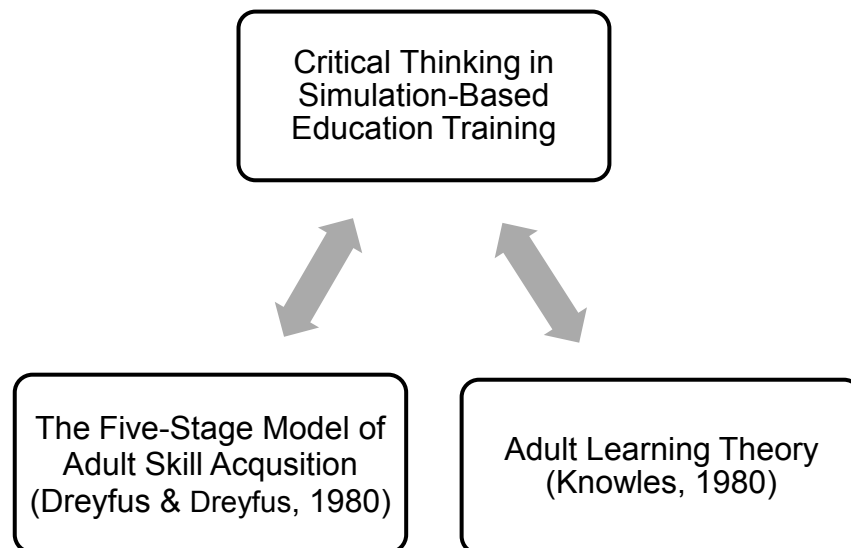 Critical Thinking in
Simulation-Based
Education Training
The Five-Stage Model of
Adult Skill Acqusition
(Dreyfus & Dreyfus, 1980)
Adult Learning Theory
(Knowles, 1980)